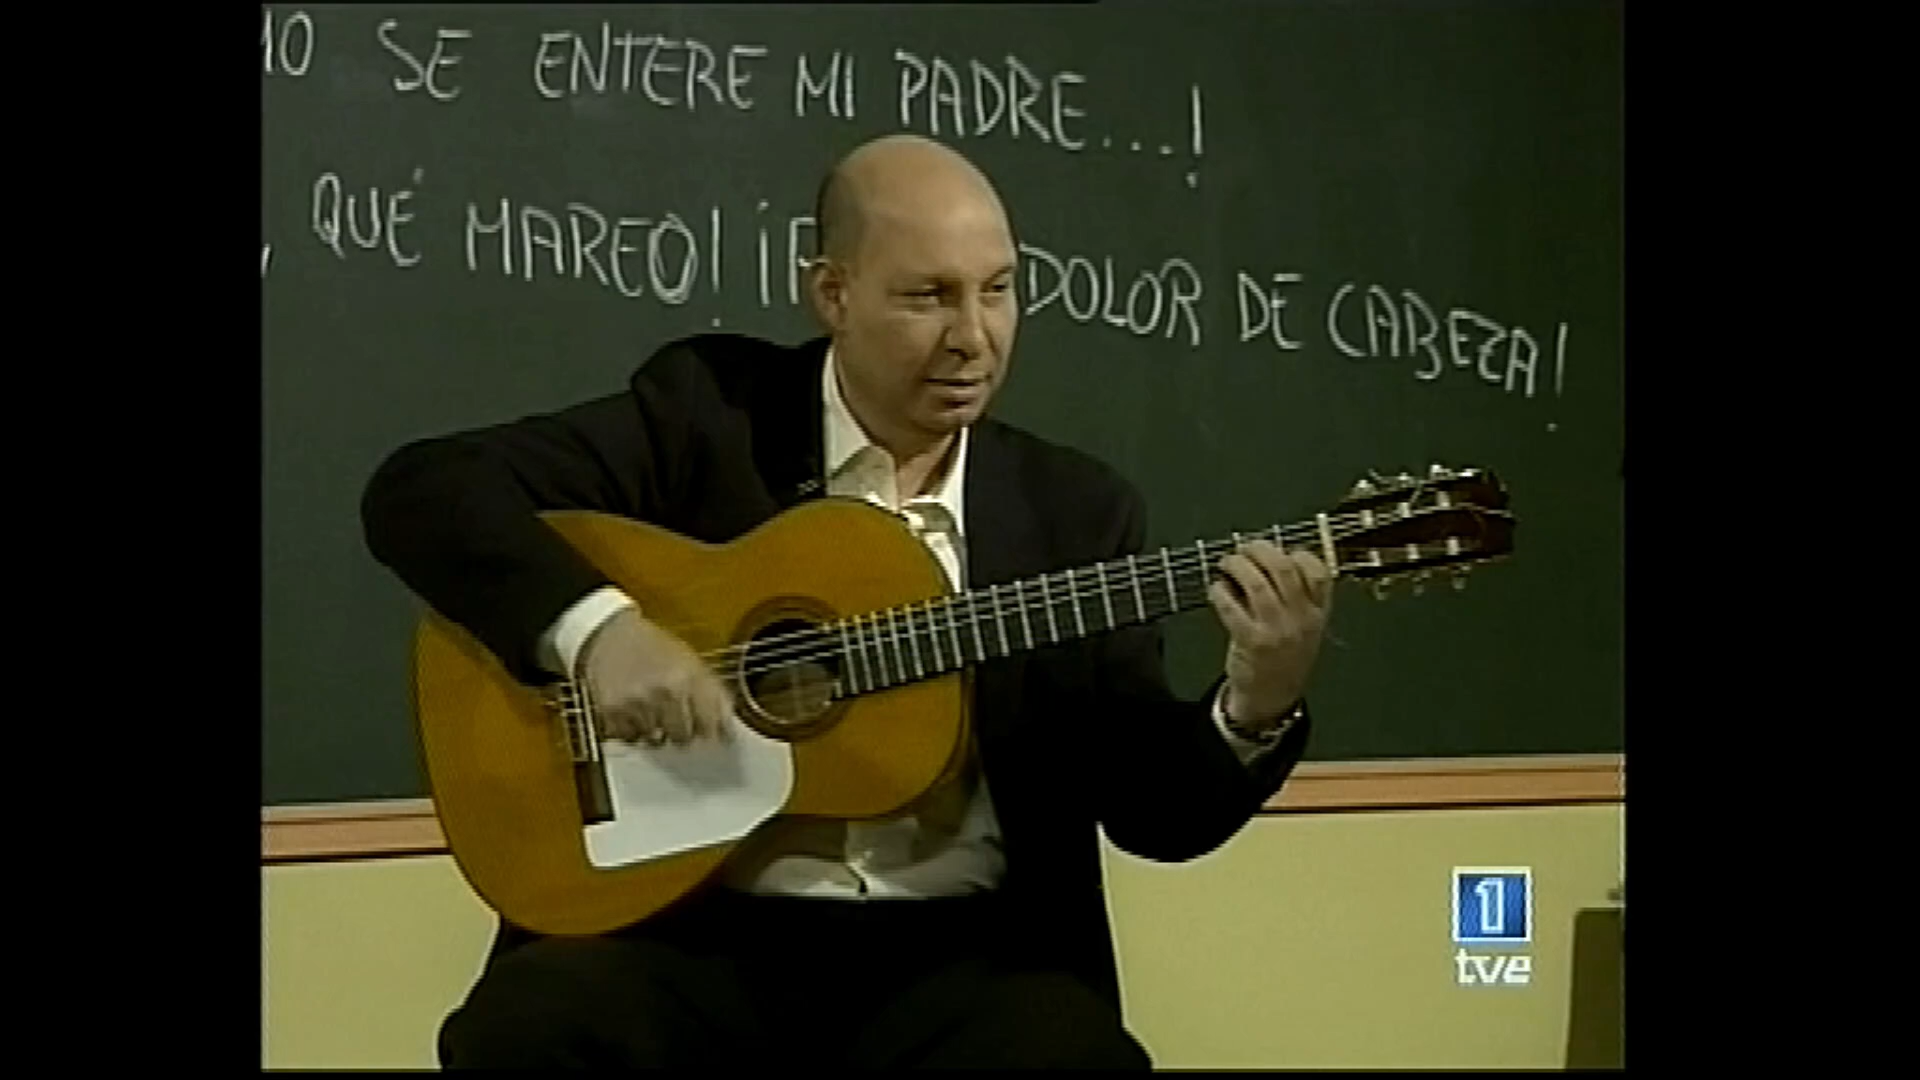 SE ENTERE MI PADRE...!
, QUÉ MAREO! ¡ DOLOR DE CABEZA!
1
tve